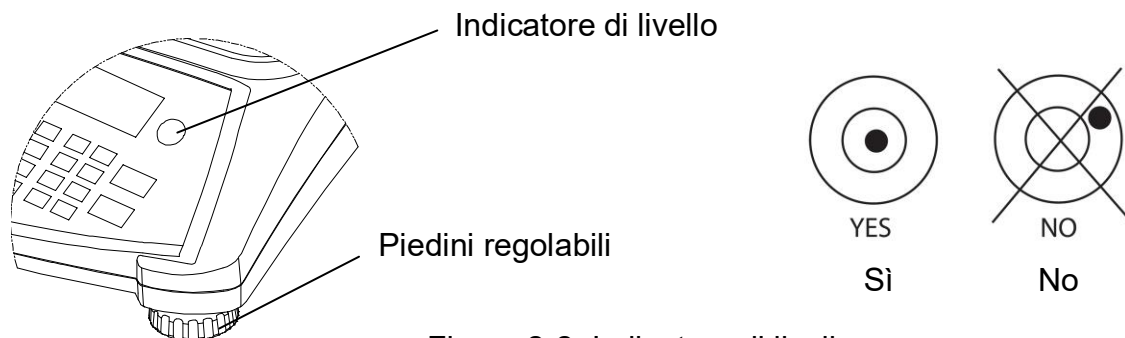 Indicatore di livello
YES
NO
Piedini regolabili
Sì
No